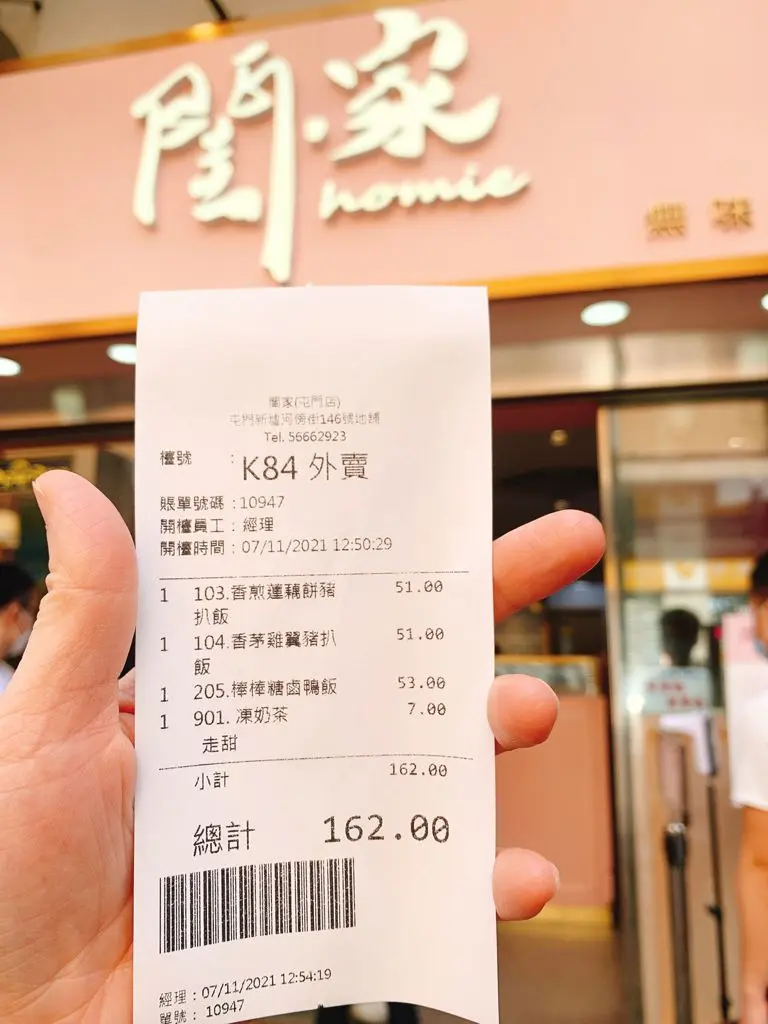 閨·家
homie
闺家(屯門店)
屯門新墟河傍街146號地舖
Tel. 56662923
檯號 : K84 外賣
賬單號碼 : 10947
開檯員工 : 經理
開檯時間 : 07/11/2021 12:50:29
1 103.香煎蓮藕餅豬 51.00
扒飯
1 104.香茅雞翼豬扒 51.00
飯
1 205.棒棒糖鹵鴨飯 53.00
1 901. 凍奶茶 7.00
走甜
小計 162.00
總計 162.00
經理 : 07/11/2021 12:54:19
單號 : 10947